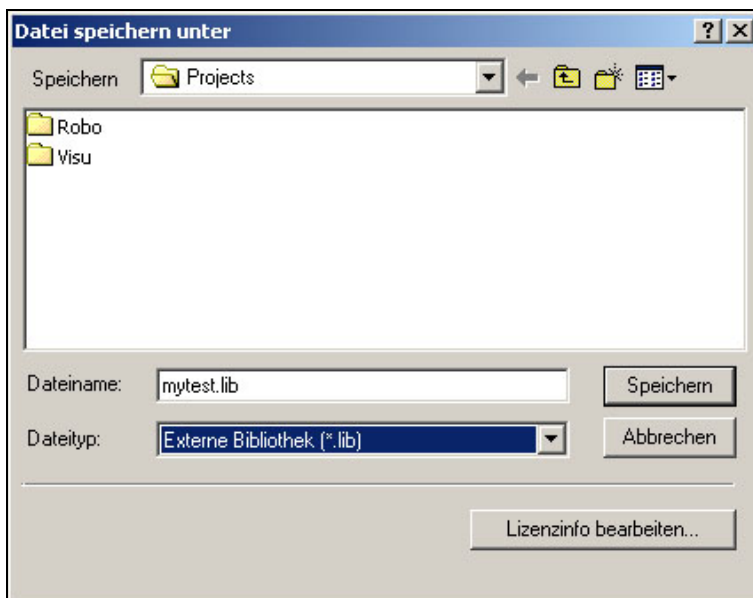 Datei speichern unter
Speichern Projects
Robo
Visu
Dateiname: mytest.lib Speichern
Dateityp: Externe Bibliothek (*.lib) Abbrechen
Lizenzinfo bearbeiten...